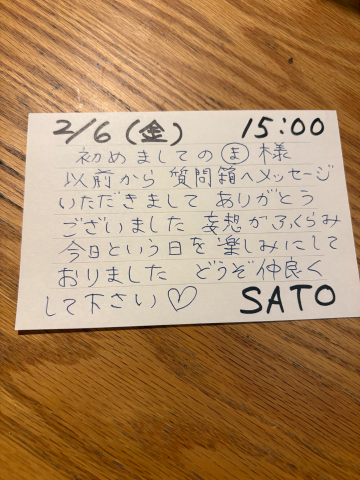 2/6(金) 15:00
初めましての ㋮ 様
以前から 質問箱へメッセージ
いただきまして ありがとう
ございました 妄想がふくらみ
今日という日を 楽しみにして
おりました どうぞ仲良く
して下さい♡ SATO